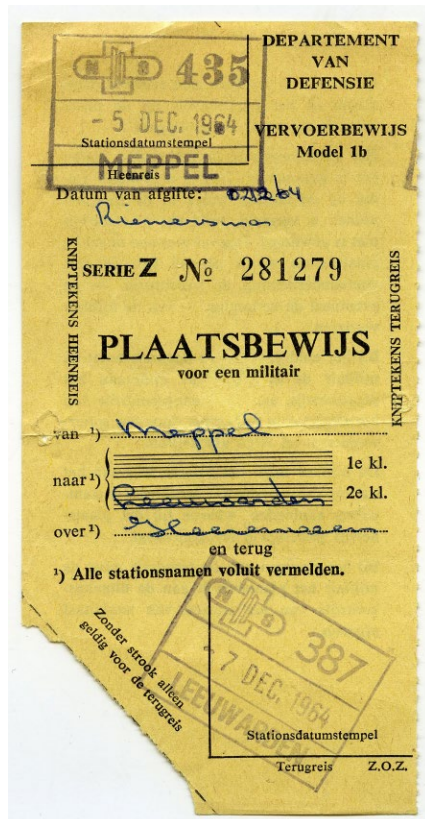 N S 435
- 5 DEC. 1964
Stationsdatumstempel
MEPPEL
Heenreis
DEPARTEMENT
VAN
DEFENSIE
VERVOERBEWIJS
Model 1b
Datum van afgifte:
Riemersma
KNIPTEKENS HEENREIS
SERIE Z No 281279
PLAATSBEWIJS
voor een militair
KNIPTEKENS TERUGREIS
van ¹) Meppel
1e kl.
naar ¹)
Leeuwarden 2e kl.
over ¹) Heerenveen
en terug
¹) Alle stationsnamen voluit vermelden.
Zonder strook alleen
geldig voor de terugreis
N S 387
- 7 DEC. 1964
LEEUWARDEN
Stationsdatumstempel
Terugreis Z.O.Z.